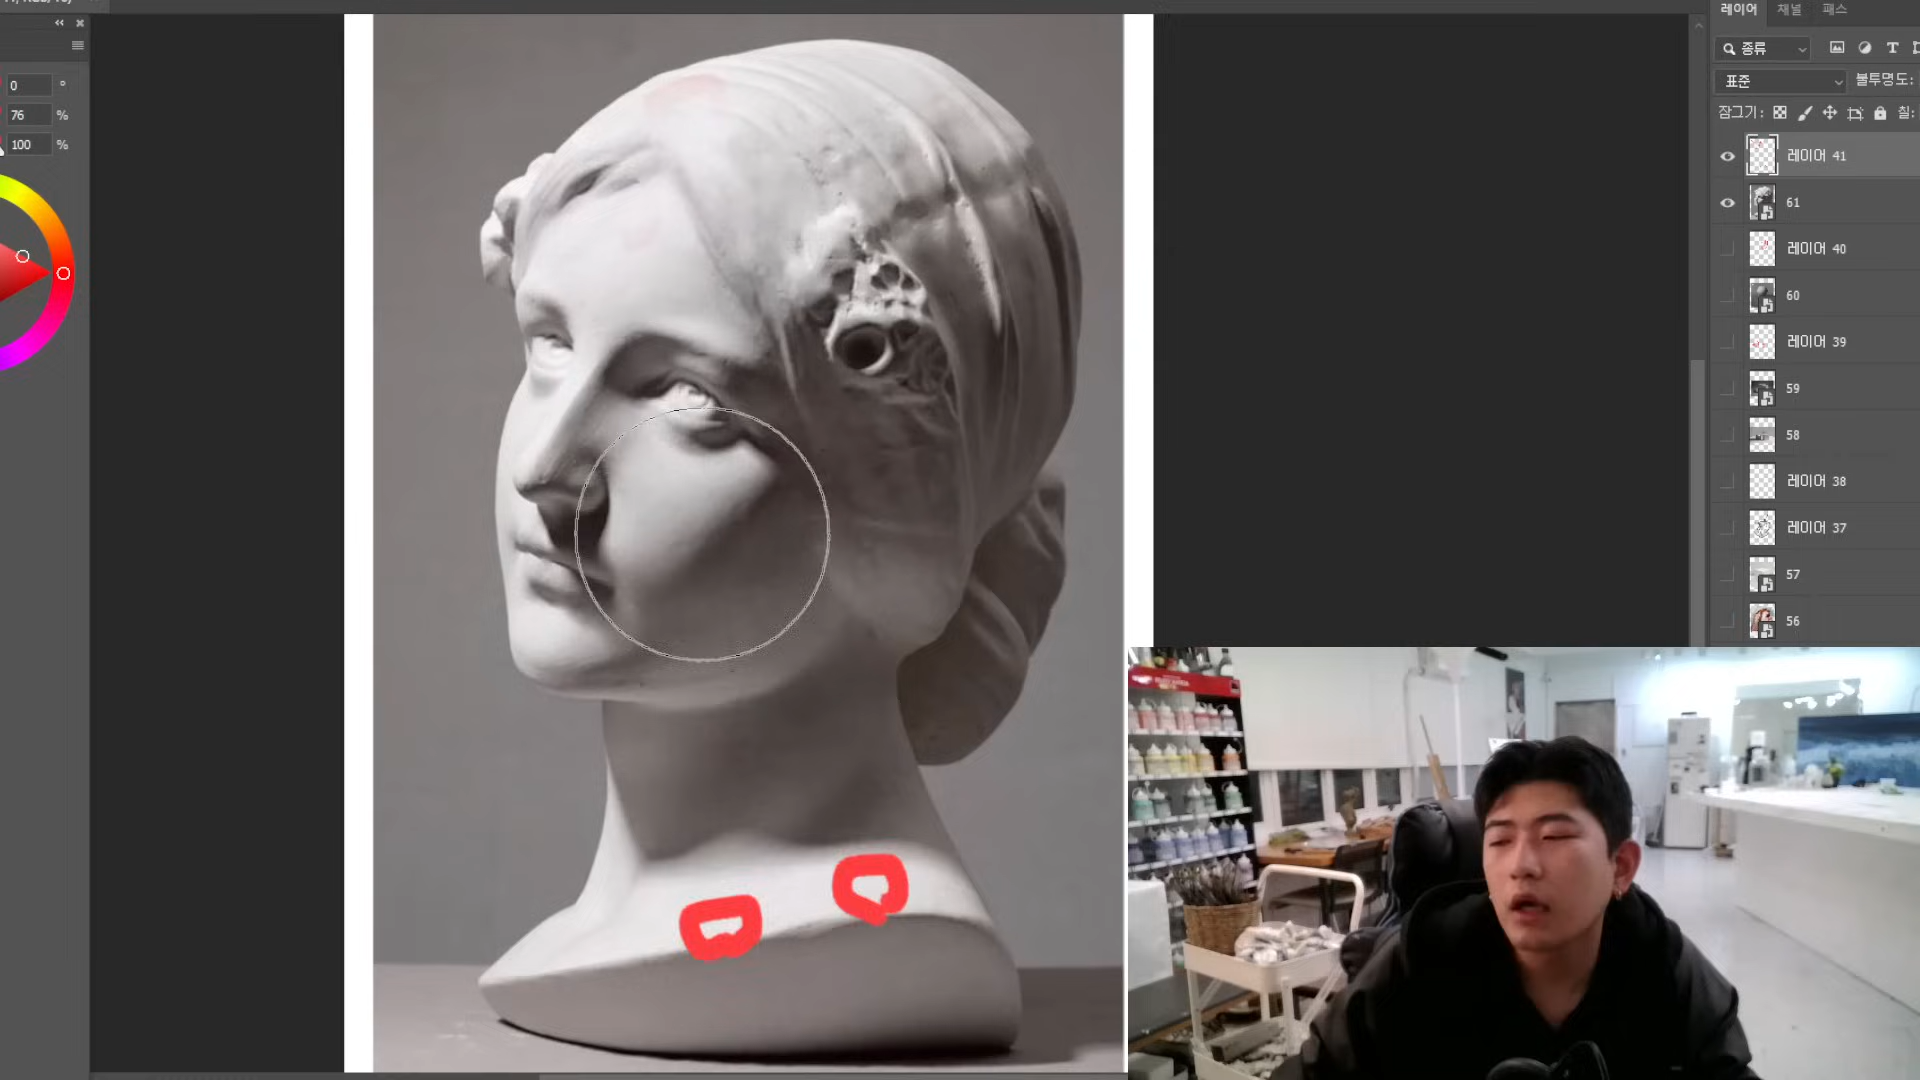 레이어 채널 패스
종류
표준 불투명도:
잠그기: 칠:
0 °
76 %
100 %
레이어 41
61
레이어 40
60
레이어 39
59
58
레이어 38
레이어 37
57
56